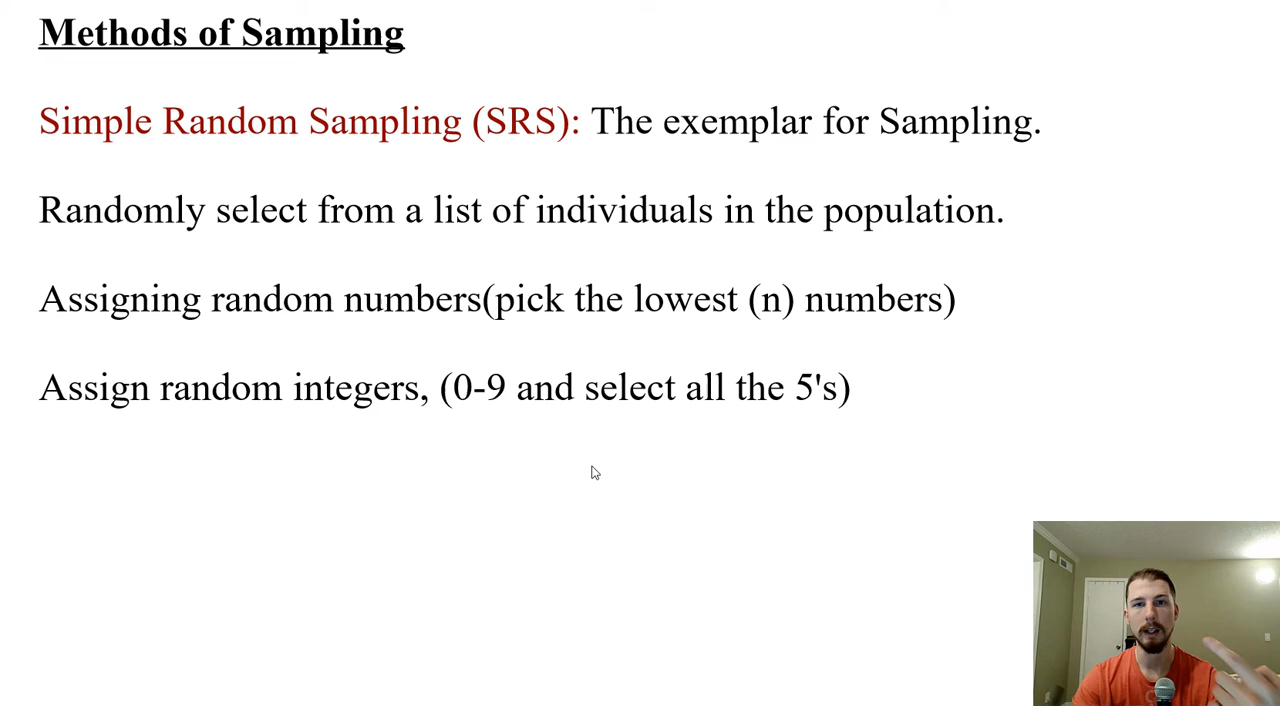 Methods of Sampling
Simple Random Sampling (SRS): The exemplar for Sampling.
Randomly select from a list of individuals in the population.
Assigning random numbers(pick the lowest (n) numbers)
Assign random integers, (0-9 and select all the 5's)